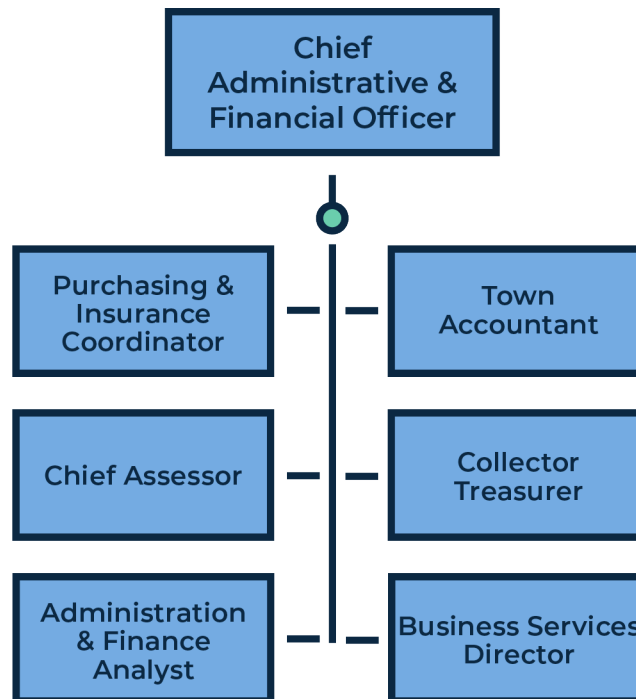 Chief
Administrative &
Financial Officer
Purchasing &
Insurance
Coordinator
Town
Accountant
Chief Assessor
Collector
Treasurer
Administration
& Finance
Analyst
Business Services
Director